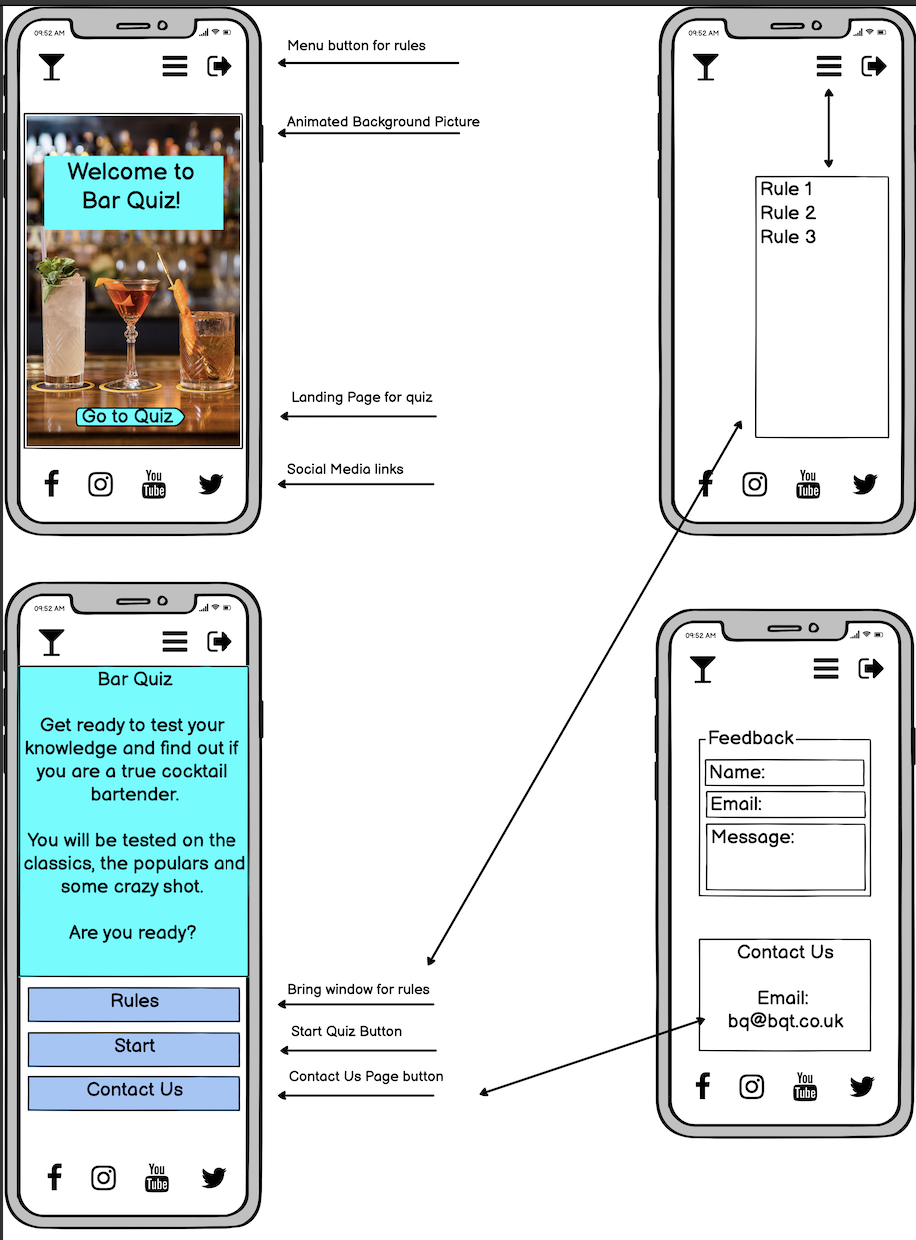 09:52 AM
Welcome to
Bar Quiz!
Go to Quiz
You
Tube
Menu button for rules
Animated Background Picture
Landing Page for quiz
Social Media links
09:52 AM
Rule 1
Rule 2
Rule 3
You
Tube
09:52 AM
Bar Quiz
Get ready to test your
knowledge and find out if
you are a true cocktail
bartender.
You will be tested on the
classics, the populars and
some crazy shot.
Are you ready?
Rules
Start
Contact Us
You
Tube
Bring window for rules
Start Quiz Button
Contact Us Page button
09:52 AM
Feedback
Name:
Email:
Message:
Contact Us
Email:
bq@bqt.co.uk
You
Tube